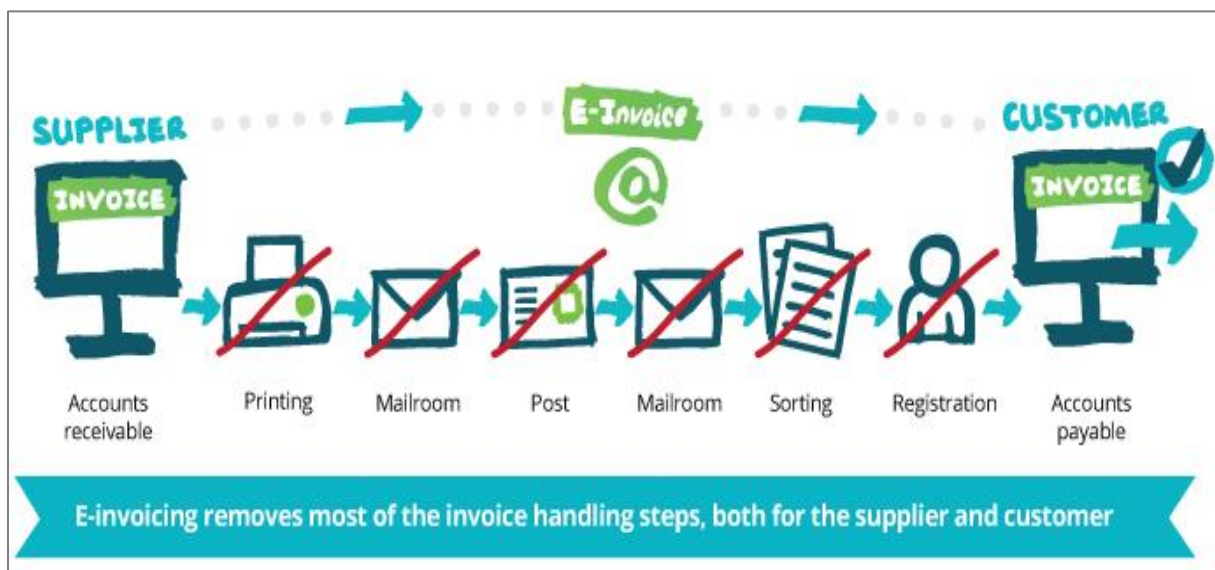 E-Invoice
SUPPLIER
CUSTOMER
@
INVOICE
INVOICE
Accounts
receivable
Printing
Mailroom
Post
Mailroom
Sorting
Registration
Accounts
payable
E-invoicing removes most of the invoice handling steps, both for the supplier and customer